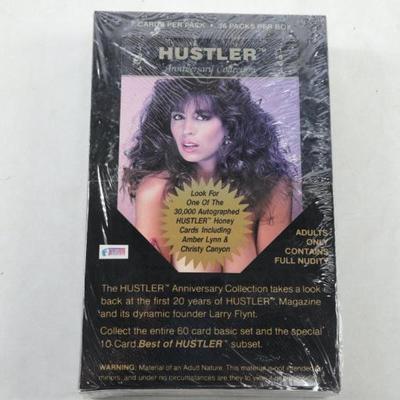 7 CARDS PER PACK • 36 PACKS PER BOX
HUSTLER™
Anniversary Collection
Look For
One Of The
30,000 Autographed
HUSTLER™ Honey
Cards Including
Amber Lynn &
Christy Canyon
ADULTS
ONLY
CONTAINS
FULL NUDITY
The HUSTLER™ Anniversary Collection takes a look
back at the first 20 years of HUSTLER™ Magazine
and its dynamic founder Larry Flynt.
Collect the entire 60 card basic set and the special
10 Card Best of HUSTLER™ subset.
WARNING: Material of an Adult Nature. This material is not intended
minors, and under no circumstances are they to